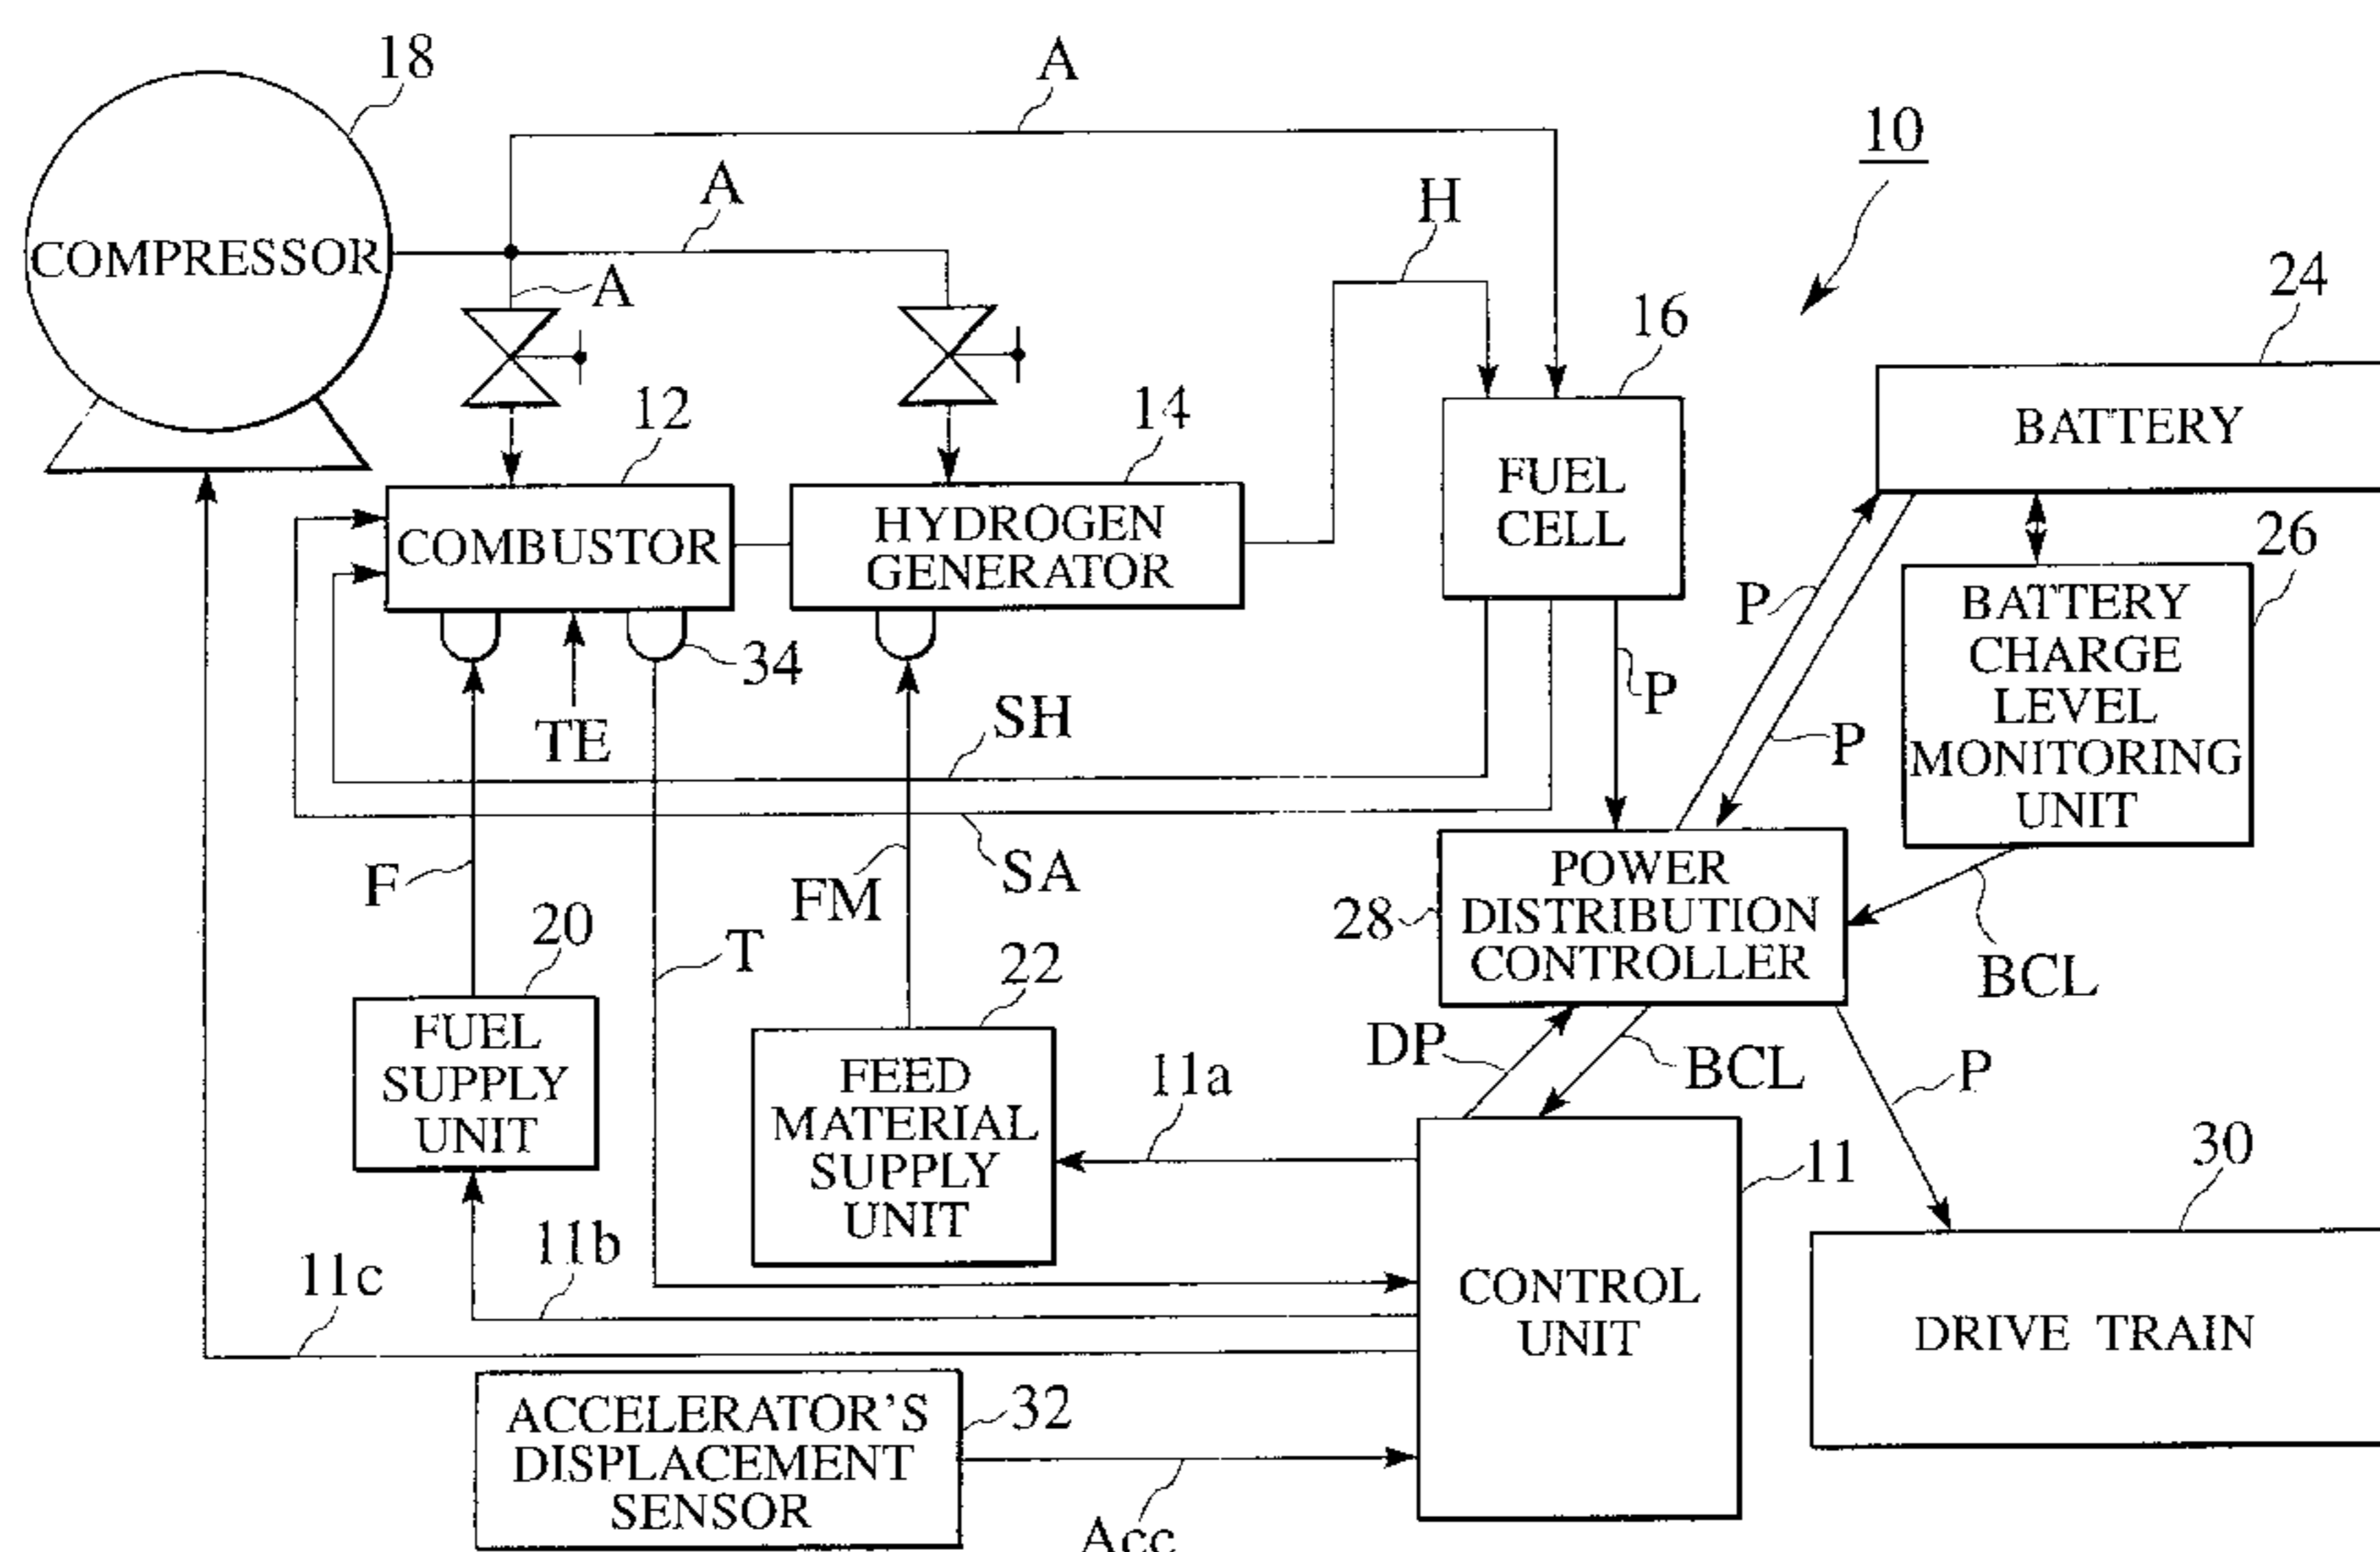 18
A
10
A
H
COMPRESSOR
A
24
16
12
14
BATTERY
FUEL
CELL
HYDROGEN
GENERATOR
COMBUSTOR
26
P
BATTERY
CHARGE
LEVEL
MONITORING
UNIT
34
P
TE
SH
P
F
FM
SA
POWER
DISTRIBUTION
CONTROLLER
28
20
T
22
BCL
FUEL
SUPPLY
UNIT
DP
BCL
P
FEED
MATERIAL
SUPPLY
UNIT
11a
11
30
11b
11c
CONTROL
UNIT
DRIVE TRAIN
ACCELERATOR'S
DISPLACEMENT
SENSOR
32
Acc